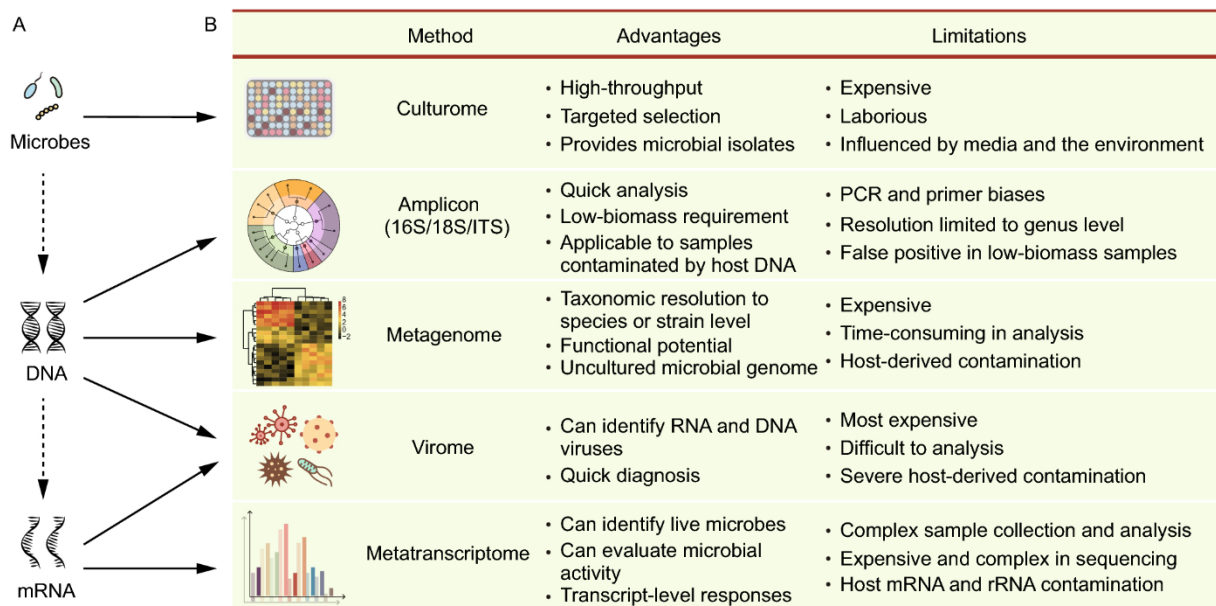 A
B
Method
Advantages
Limitations
Microbes
DNA
mRNA
Culturome
• High-throughput
• Targeted selection
• Provides microbial isolates
• Expensive
• Laborious
• Influenced by media and the environment
Amplicon
(16S/18S/ITS)
• Quick analysis
• Low-biomass requirement
• Applicable to samples
contaminated by host DNA
• PCR and primer biases
• Resolution limited to genus level
• False positive in low-biomass samples
8
6
4
2
0
−2
Metagenome
• Taxonomic resolution to
species or strain level
• Functional potential
• Uncultured microbial genome
• Expensive
• Time-consuming in analysis
• Host-derived contamination
Virome
• Can identify RNA and DNA
viruses
• Quick diagnosis
• Most expensive
• Difficult to analysis
• Severe host-derived contamination
Metatranscriptome
• Can identify live microbes
• Can evaluate microbial
activity
• Transcript-level responses
• Complex sample collection and analysis
• Expensive and complex in sequencing
• Host mRNA and rRNA contamination